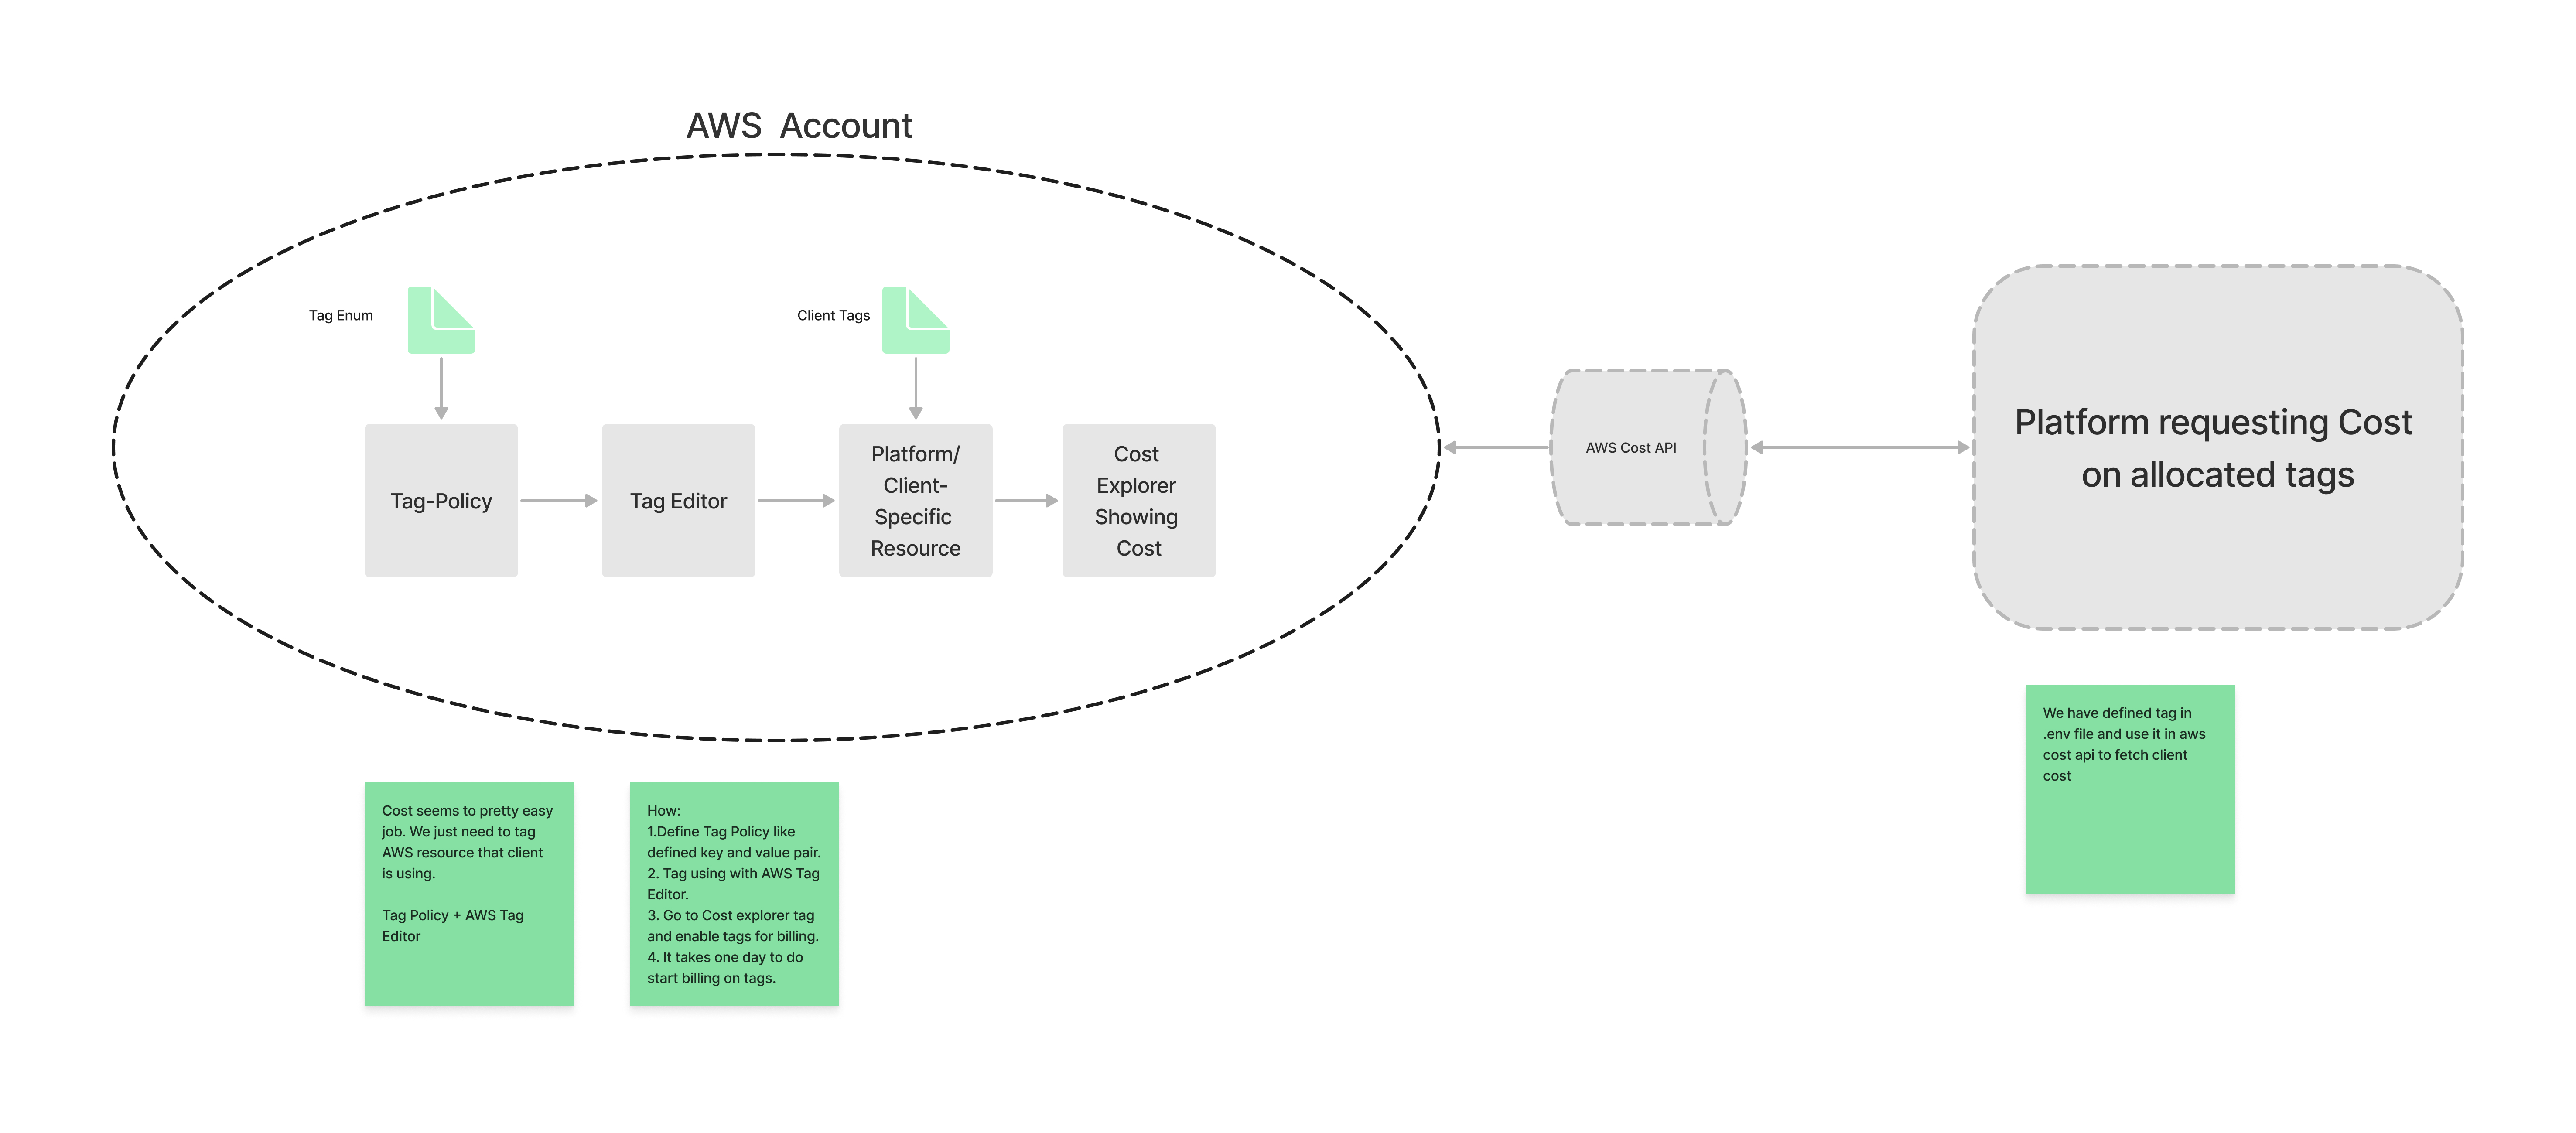 AWS Account
Tag Enum
Client Tags
Tag-Policy
Tag Editor
Platform/
Client-
Specific
Resource
Cost
Explorer
Showing
Cost
AWS Cost API
Platform requesting Cost
on allocated tags
Cost seems to pretty easy
job. We just need to tag
AWS resource that client
is using.
Tag Policy + AWS Tag
Editor
How:
1.Define Tag Policy like
defined key and value pair.
2. Tag using with AWS Tag
Editor.
3. Go to Cost explorer tag
and enable tags for billing.
4. It takes one day to do
start billing on tags.
We have defined tag in
.env file and use it in aws
cost api to fetch client
cost